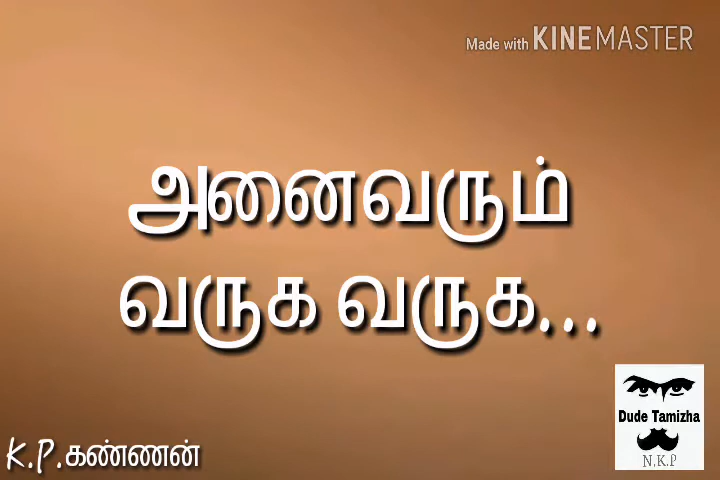 Made with KINEMASTER
அனைவரும்
வருக வருக...
Dude Tamizha
N.K.P
K.P.கண்ணன்